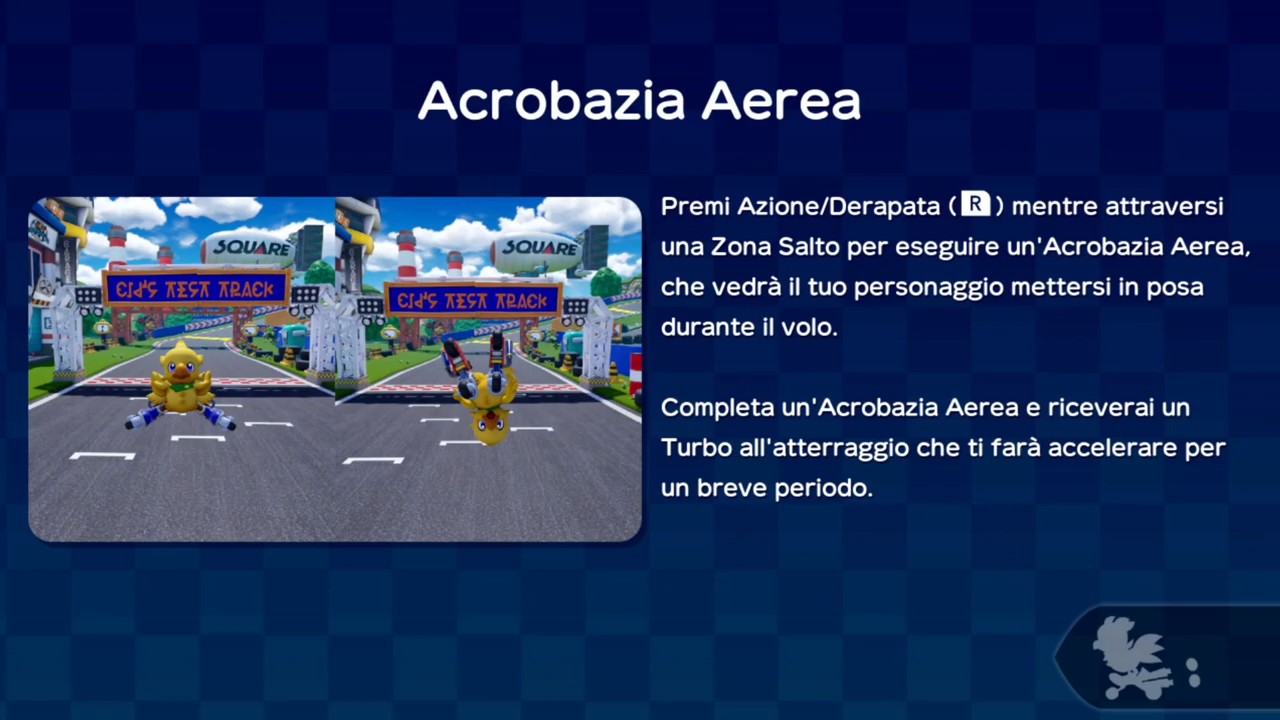 Acrobazia Aerea
SQUARE
CID'S TEST TRACK
SQUARE
CID'S TEST TRACK
Premi Azione/Derapata (R) mentre attraversi
una Zona Salto per eseguire un'Acrobazia Aerea,
che vedrà il tuo personaggio mettersi in posa
durante il volo.
Completa un'Acrobazia Aerea e riceverai un
Turbo all'atterraggio che ti farà accelerare per
un breve periodo.